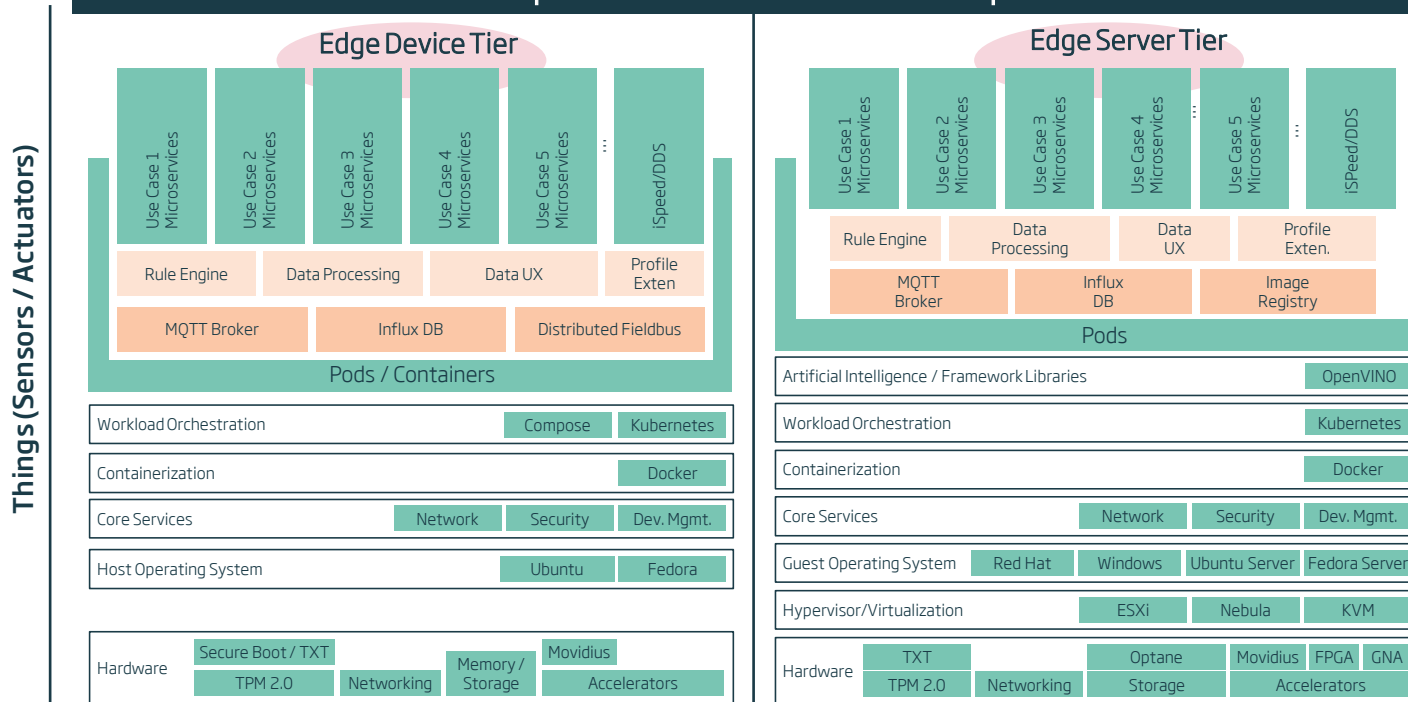 Things (Sensors / Actuators)
Edge Device Tier
Use Case 1
Microservices
Use Case 2
Microservices
Use Case 3
Microservices
Use Case 4
Microservices
Use Case 5
Microservices
...
iSpeed/DDS
Rule Engine
Data Processing
Data UX
Profile
Exten
MQTT Broker
Influx DB
Distributed Fieldbus
Pods / Containers
Workload Orchestration
Compose
Kubernetes
Containerization
Docker
Core Services
Network
Security
Dev. Mgmt.
Host Operating System
Ubuntu
Fedora
Hardware
Secure Boot / TXT
TPM 2.0
Networking
Memory /
Storage
Movidius
Accelerators
Edge Server Tier
Use Case 1
Microservices
Use Case 2
Microservices
Use Case 3
Microservices
Use Case 4
Microservices
...
Use Case 5
Microservices
...
iSPeed/DDS
Rule Engine
Data
Processing
Data
UX
Profile
Exten.
MQTT
Broker
Influx
DB
Image
Registry
Pods
Artificial Intelligence / Framework Libraries
OpenVINO
Workload Orchestration
Kubernetes
Containerization
Docker
Core Services
Network
Security
Dev. Mgmt.
Guest Operating System
Red Hat
Windows
Ubuntu Server
Fedora Server
Hypervisor/Virtualization
ESXi
Nebula
KVM
Hardware
TXT
TPM 2.0
Networking
Optane
Storage
Movidius
FPGA
GNA
Accelerators